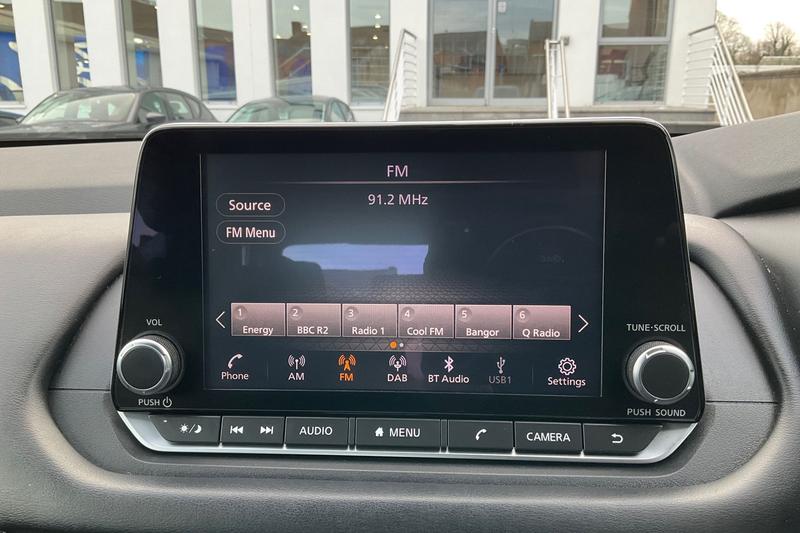 FM
91.2 MHz
Source
FM Menu
1 2 3 4 5 6
Energy BBC R2 Radio 1 Cool FM Bangor Q Radio
Phone AM FM DAB BT Audio USB1 Settings
VOL
PUSH
TUNE·SCROLL
PUSH SOUND
AUDIO MENU CAMERA